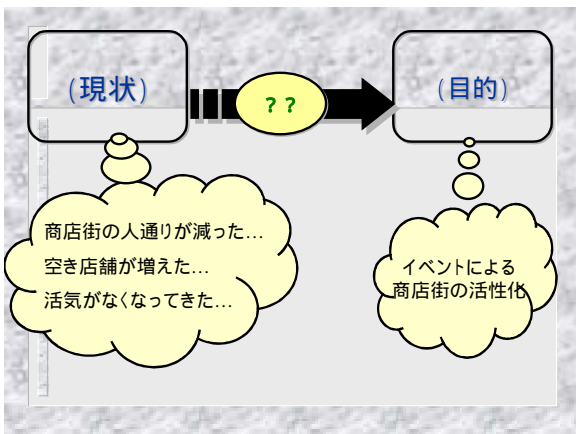 (現状)
??
(目的)
商店街の人通りが減った…
空き店舗が増えた…
活気がなくなってきた…
イベントによる
商店街の活性化